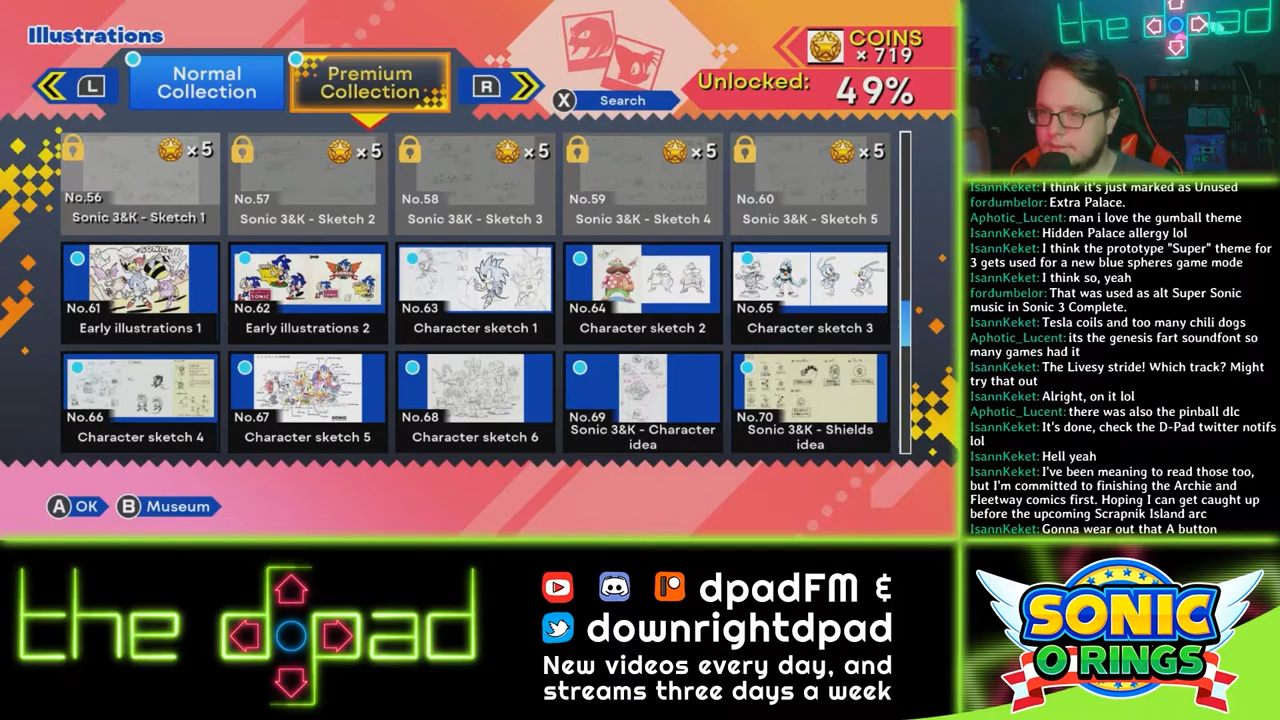 Illustrations
L
Normal
Collection
Premium
Collection
R
X Search
COINS
× 719
Unlocked: 49%
×5
×5
×5
×5
×5
No.56
Sonic 3&K - Sketch 1
No.57
Sonic 3&K - Sketch 2
No.58
Sonic 3&K - Sketch 3
No.59
Sonic 3&K - Sketch 4
No.60
Sonic 3&K - Sketch 5
No.61
Early illustrations 1
No.62
Early illustrations 2
No.63
Character sketch 1
No.64
Character sketch 2
No.65
Character sketch 3
No.66
Character sketch 4
No.67
Character sketch 5
No.68
Character sketch 6
No.69
Sonic 3&K - Character
idea
No.70
Sonic 3&K - Shields
idea
A OK B Museum
the dpad
IsannKeket: I think it's just marked as Unused
fordumbelor: Extra Palace.
Aphotic_Lucent: man i love the gumball theme
IsannKeket: Hidden Palace allergy lol
IsannKeket: I think the prototype "Super" theme for
3 gets used for a new blue spheres game mode
IsannKeket: I think so, yeah
fordumbelor: That was used as alt Super Sonic
music in Sonic 3 Complete.
IsannKeket: Tesla coils and too many chili dogs
Aphotic_Lucent: its the genesis fart soundfont so
many games had it
IsannKeket: The Livesy stride! Which track? Might
try that out
IsannKeket: Alright, on it lol
Aphotic_Lucent: there was also the pinball dlc
IsannKeket: It's done, check the D-Pad twitter notifs
lol
IsannKeket: Hell yeah
IsannKeket: I've been meaning to read those too,
but I'm committed to finishing the Archie and
Fleetway comics first. Hoping I can get caught up
before the upcoming Scrapnik Island arc
IsannKeket: Gonna wear out that A button
the dpad
dpadFM &
downrightdpad
New videos every day, and
streams three days a week
SONIC
O RINGS